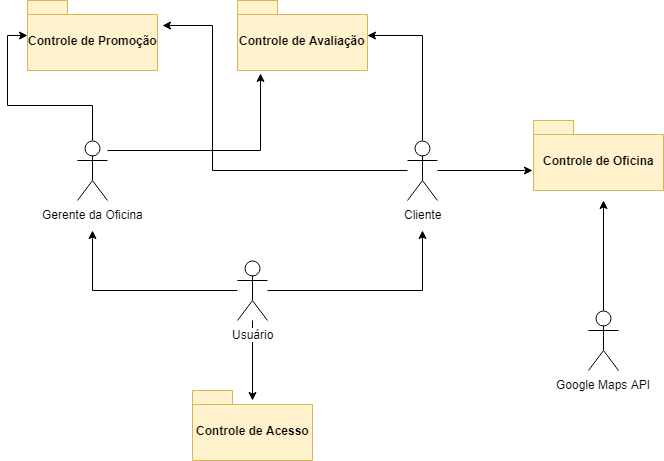 Controle de Promoção
Controle de Avaliação
Controle de Oficina
Gerente da Oficina
Cliente
Usuário
Google Maps API
Controle de Acesso